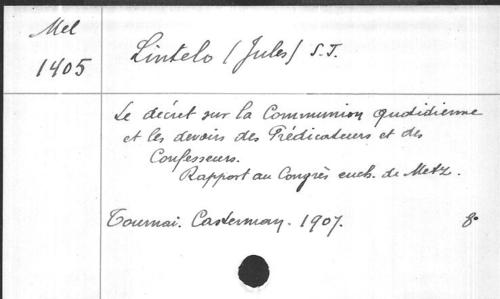 Mel
1405
Lintelo (Jules) S.J.
Le décret sur la Communion quotidienne
et les devoirs des Prédicateurs et des
Confesseurs.
Rapport au Congrès euch. de Metz.
Tournai. Casterman. 1907. 8°